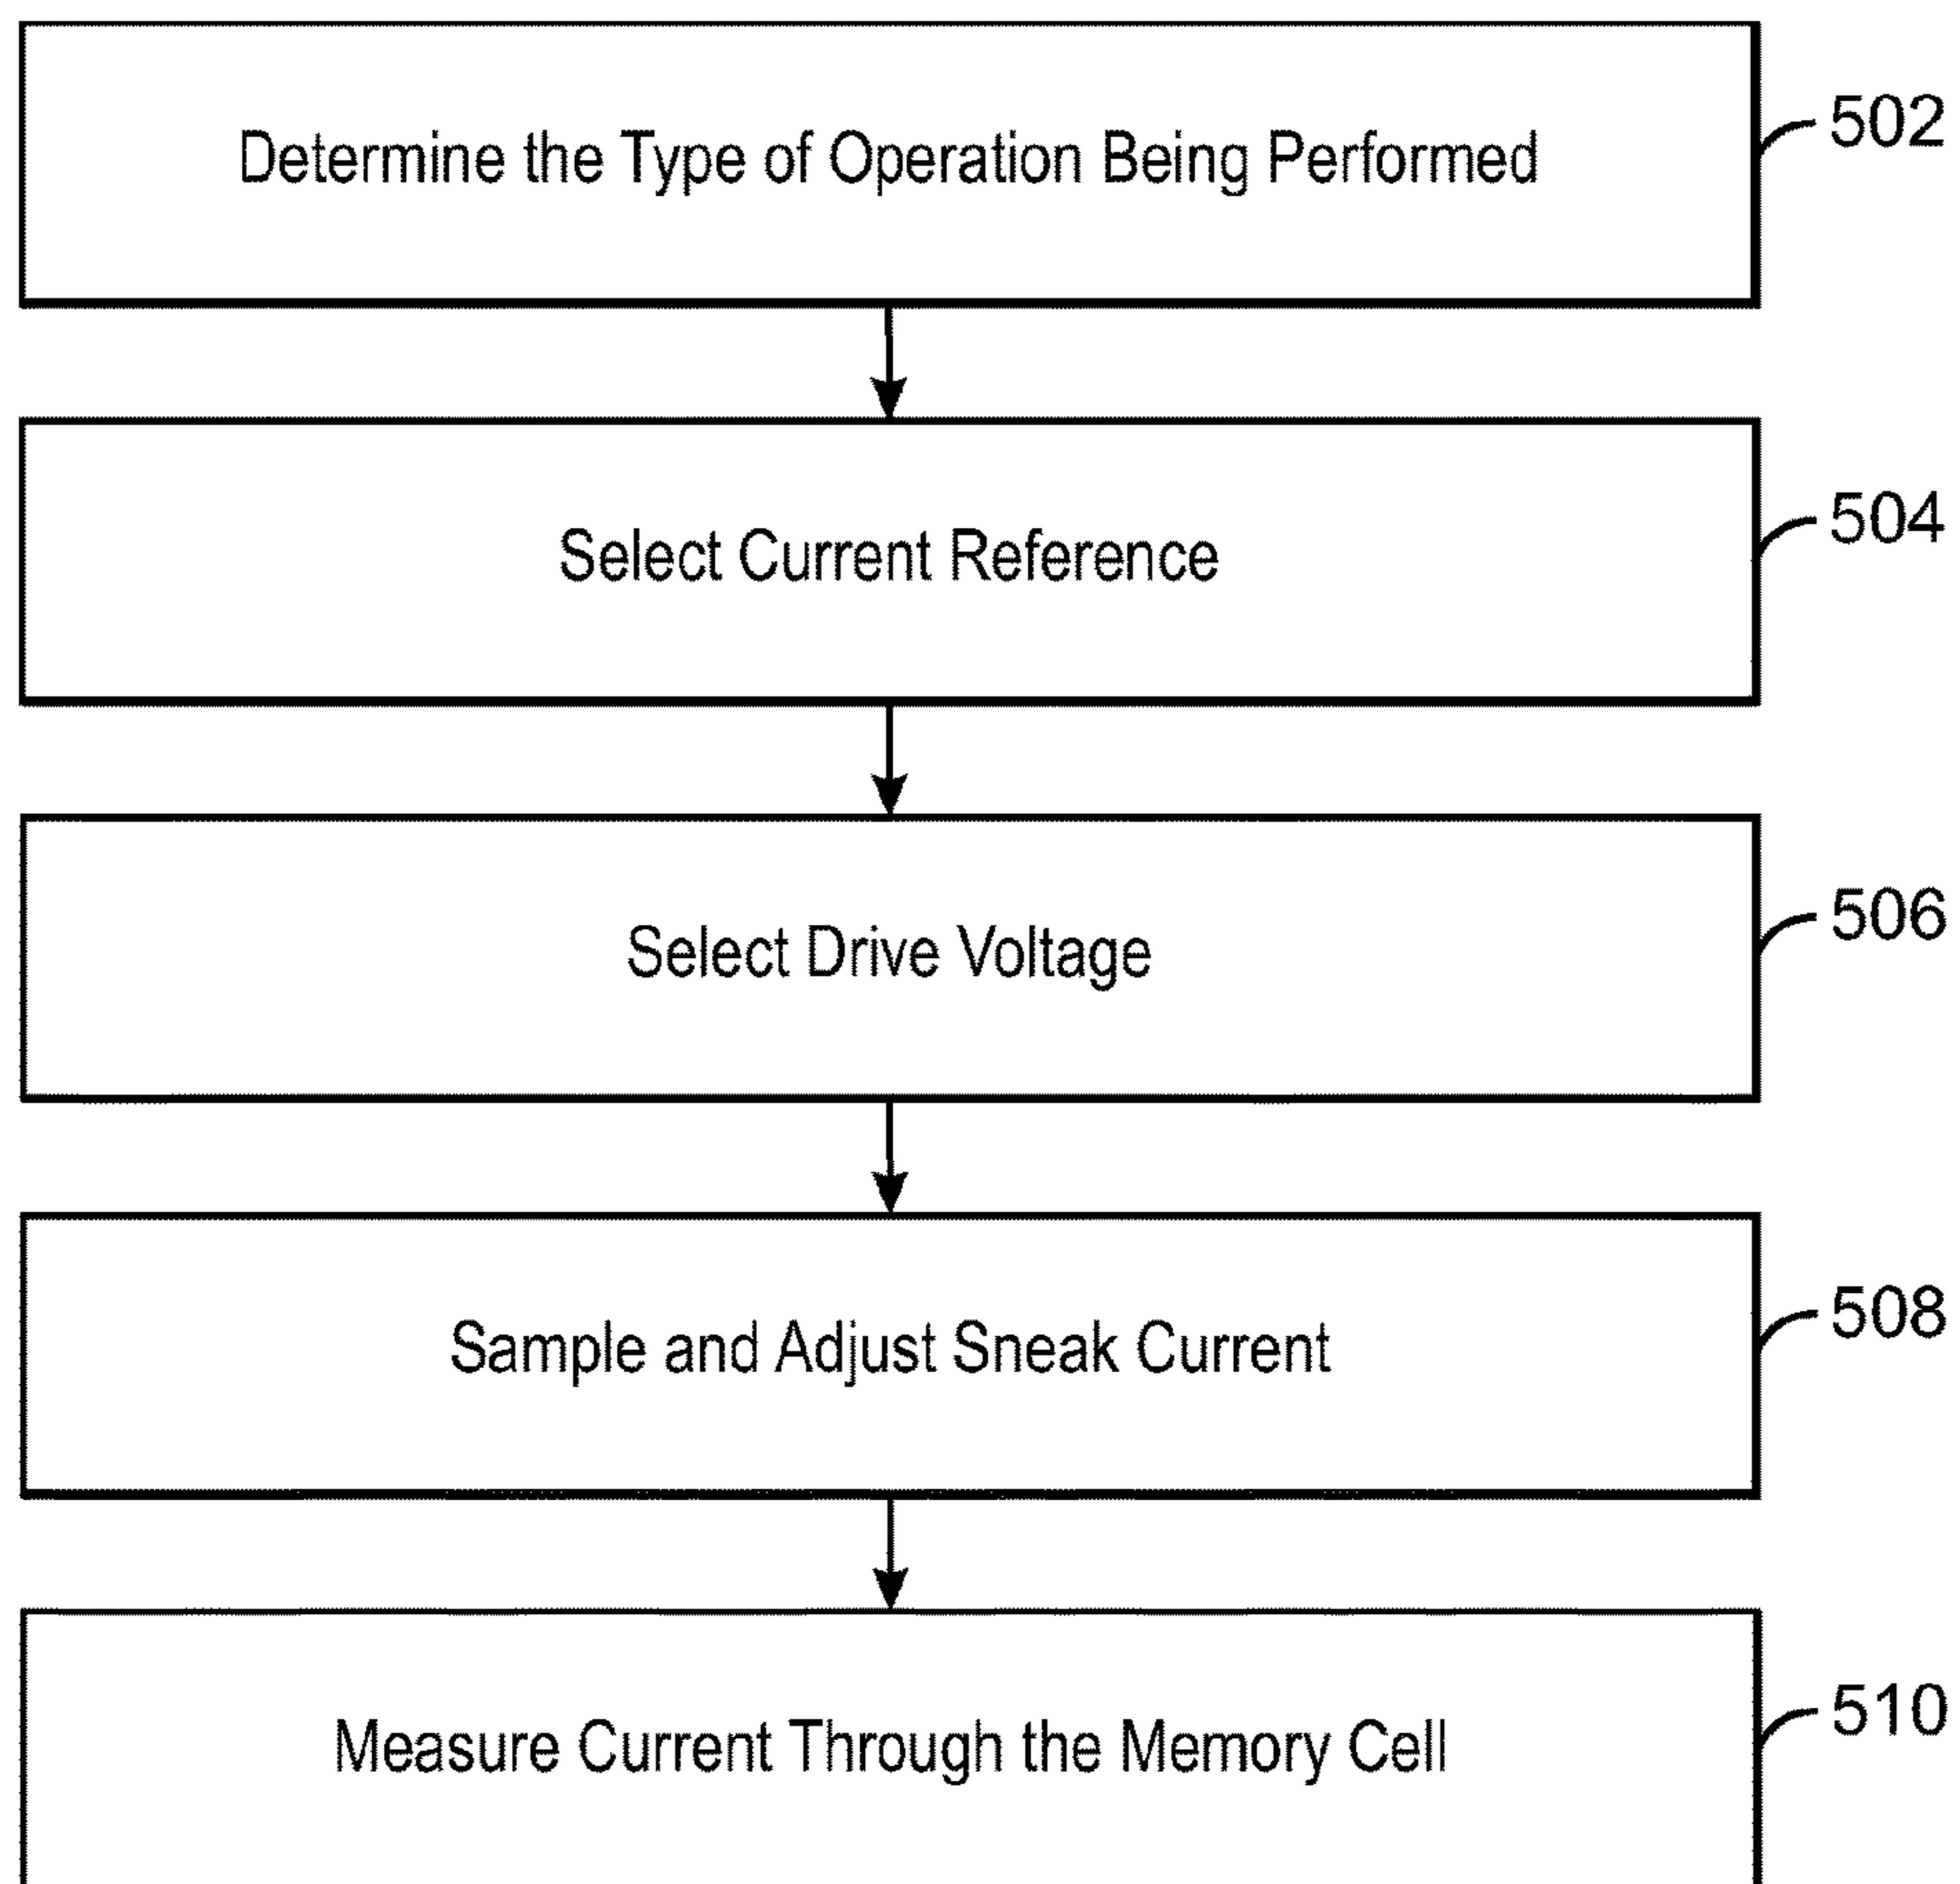 Determine the Type of Operation Being Performed
502
Select Current Reference
504
Select Drive Voltage
506
Sample and Adjust Sneak Current
508
Measure Current Through the Memory Cell
510